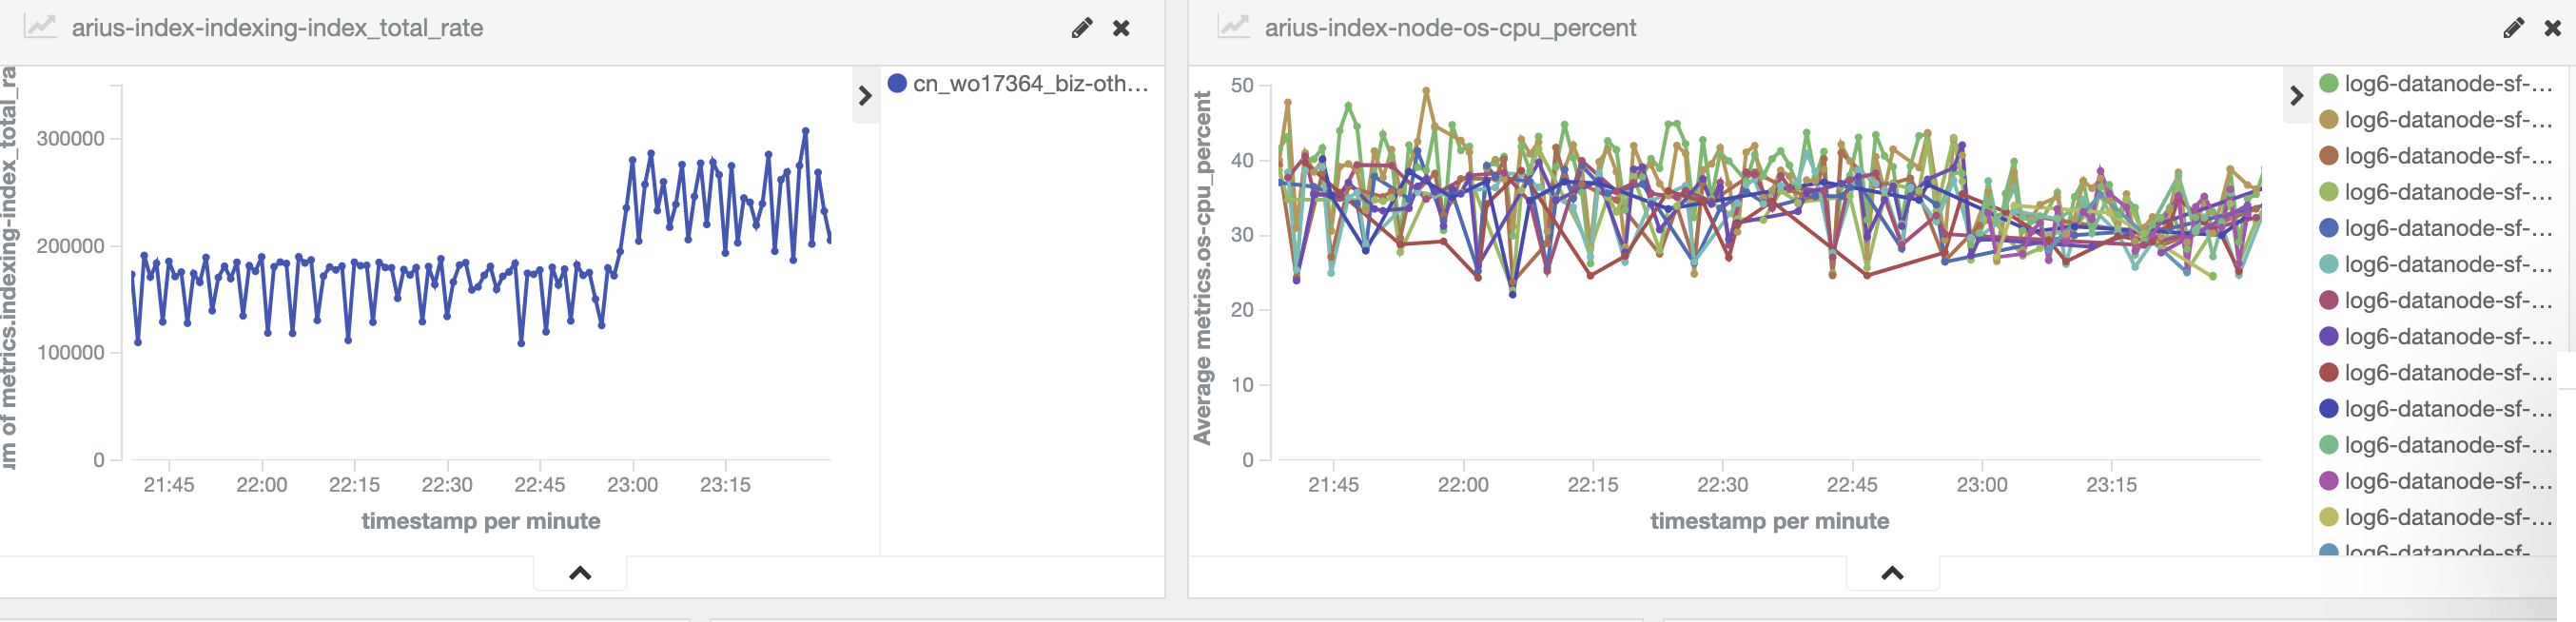 arius-index-indexing-index_total_rate
m of metrics.indexing-index_total_ra
300000
200000
100000
0
21:45 22:00 22:15 22:30 22:45 23:00 23:15
timestamp per minute
cn_wo17364_biz-oth...
arius-index-node-os-cpu_percent
Average metrics.os-cpu_percent
50
40
30
20
10
0
21:45 22:00 22:15 22:30 22:45 23:00 23:15
timestamp per minute
log6-datanode-sf-...
log6-datanode-sf-...
log6-datanode-sf-...
log6-datanode-sf-...
log6-datanode-sf-...
log6-datanode-sf-...
log6-datanode-sf-...
log6-datanode-sf-...
log6-datanode-sf-...
log6-datanode-sf-...
log6-datanode-sf-...
log6-datanode-sf-...
log6-datanode-sf-...
log6-datanode-sf-...